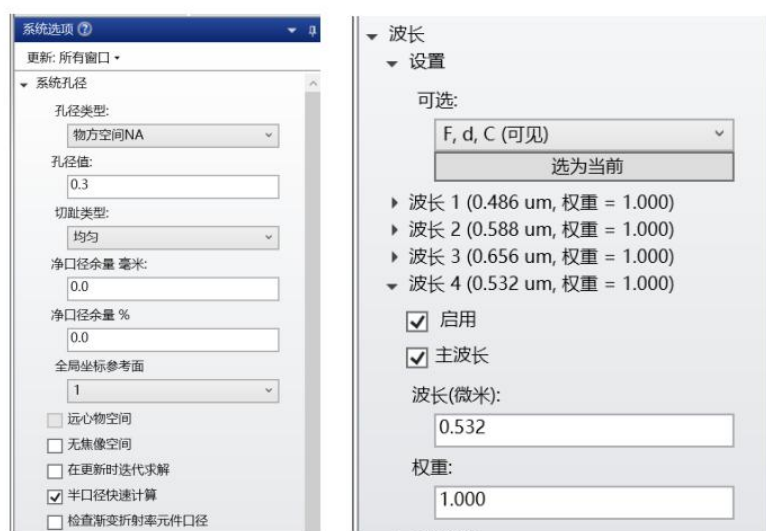 系统选项
更新: 所有窗口
系统孔径
孔径类型:
物方空间NA
孔径值:
0.3
切趾类型:
均匀
净口径余量 毫米:
0.0
净口径余量 %
0.0
全局坐标参考面
1
远心物空间
无焦像空间
在更新时迭代求解
半口径快速计算
检查渐变折射率元件口径
波长
设置
可选:
F, d, C (可见)
选为当前
波长 1 (0.486 um, 权重 = 1.000)
波长 2 (0.588 um, 权重 = 1.000)
波长 3 (0.656 um, 权重 = 1.000)
波长 4 (0.532 um, 权重 = 1.000)
启用
主波长
波长(微米):
0.532
权重:
1.000